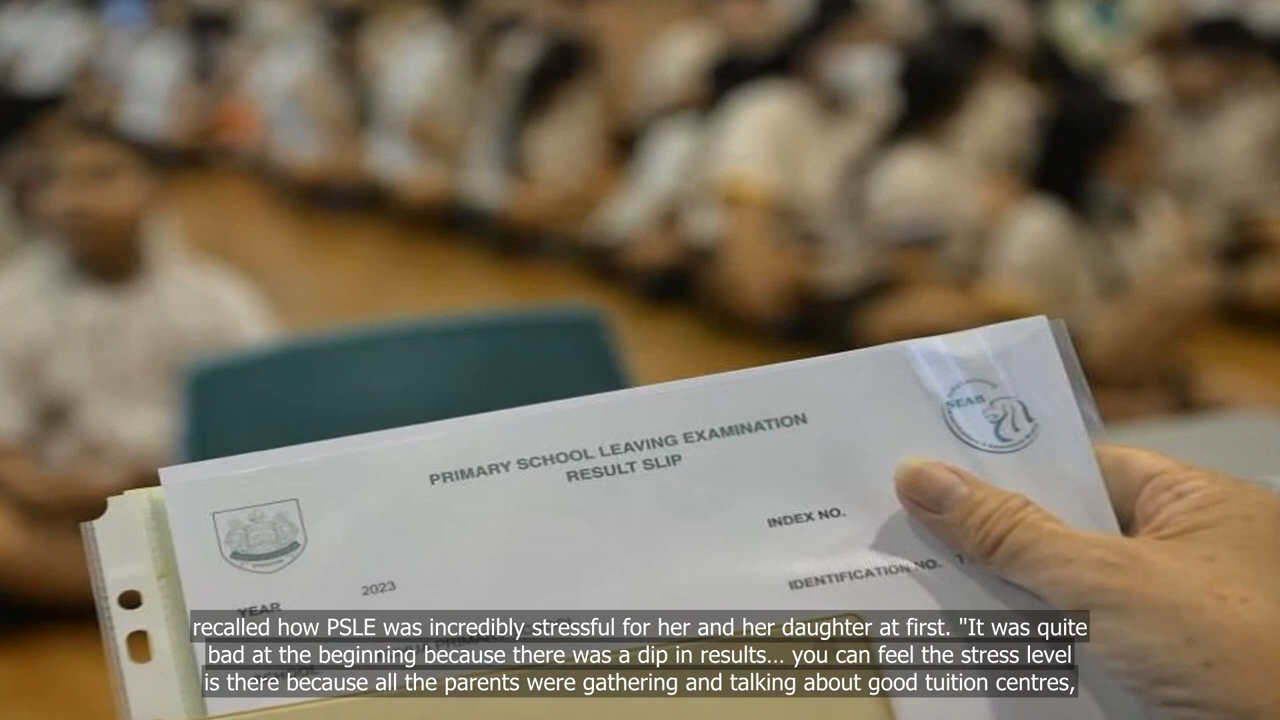 SEAB
PRIMARY SCHOOL LEAVING EXAMINATION
RESULT SLIP
INDEX NO.
2023
IDENTIFICATION NO.
YEAR
recalled how PSLE was incredibly stressful for her and her daughter at first. "It was quite
bad at the beginning because there was a dip in results… you can feel the stress level
is there because all the parents were gathering and talking about good tuition centres,